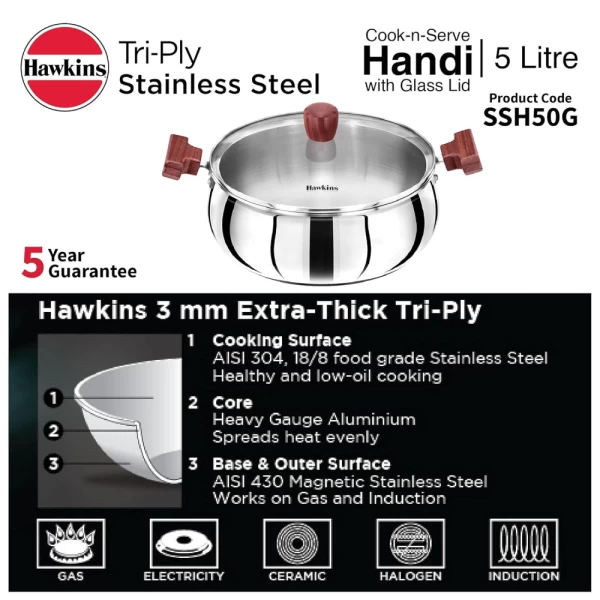 Hawkins
Tri-Ply
Stainless Steel
Cook-n-Serve
Handi
with Glass Lid
5 Litre
Product Code
SSH50G
Hawkins
5 Year
Guarantee
Hawkins 3 mm Extra-Thick Tri-Ply
1 Cooking Surface
AISI 304, 18/8 food grade Stainless Steel
Healthy and low-oil cooking
2 Core
Heavy Gauge Aluminium
Spreads heat evenly
3 Base & Outer Surface
AISI 430 Magnetic Stainless Steel
Works on Gas and Induction
1
2
3
GAS
ELECTRICITY
CERAMIC
HALOGEN
INDUCTION